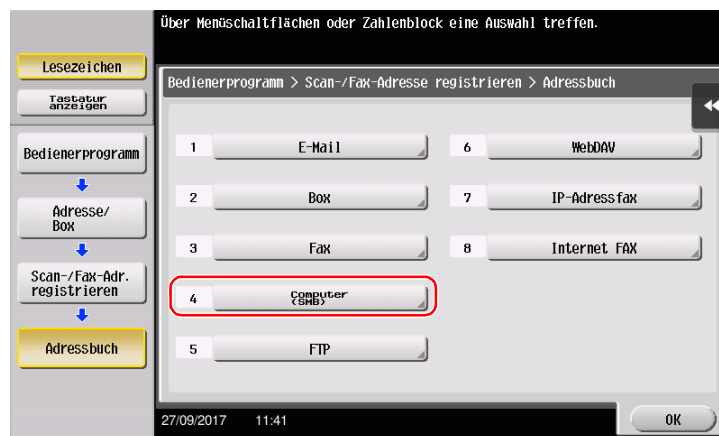 Über Menüschaltflächen oder Zahlenblock eine Auswahl treffen.
Lesezeichen
Tastatur
anzeigen
Bedienerprogramm
Adresse/
Box
Scan-/Fax-Adr.
registrieren
Adressbuch
Bedienerprogramm > Scan-/Fax-Adresse registrieren > Adressbuch
1 E-Mail
2 Box
3 Fax
4 Computer
(SMB)
5 FTP
6 WebDAV
7 IP-Adressfax
8 Internet FAX
27/09/2017 11:41
OK